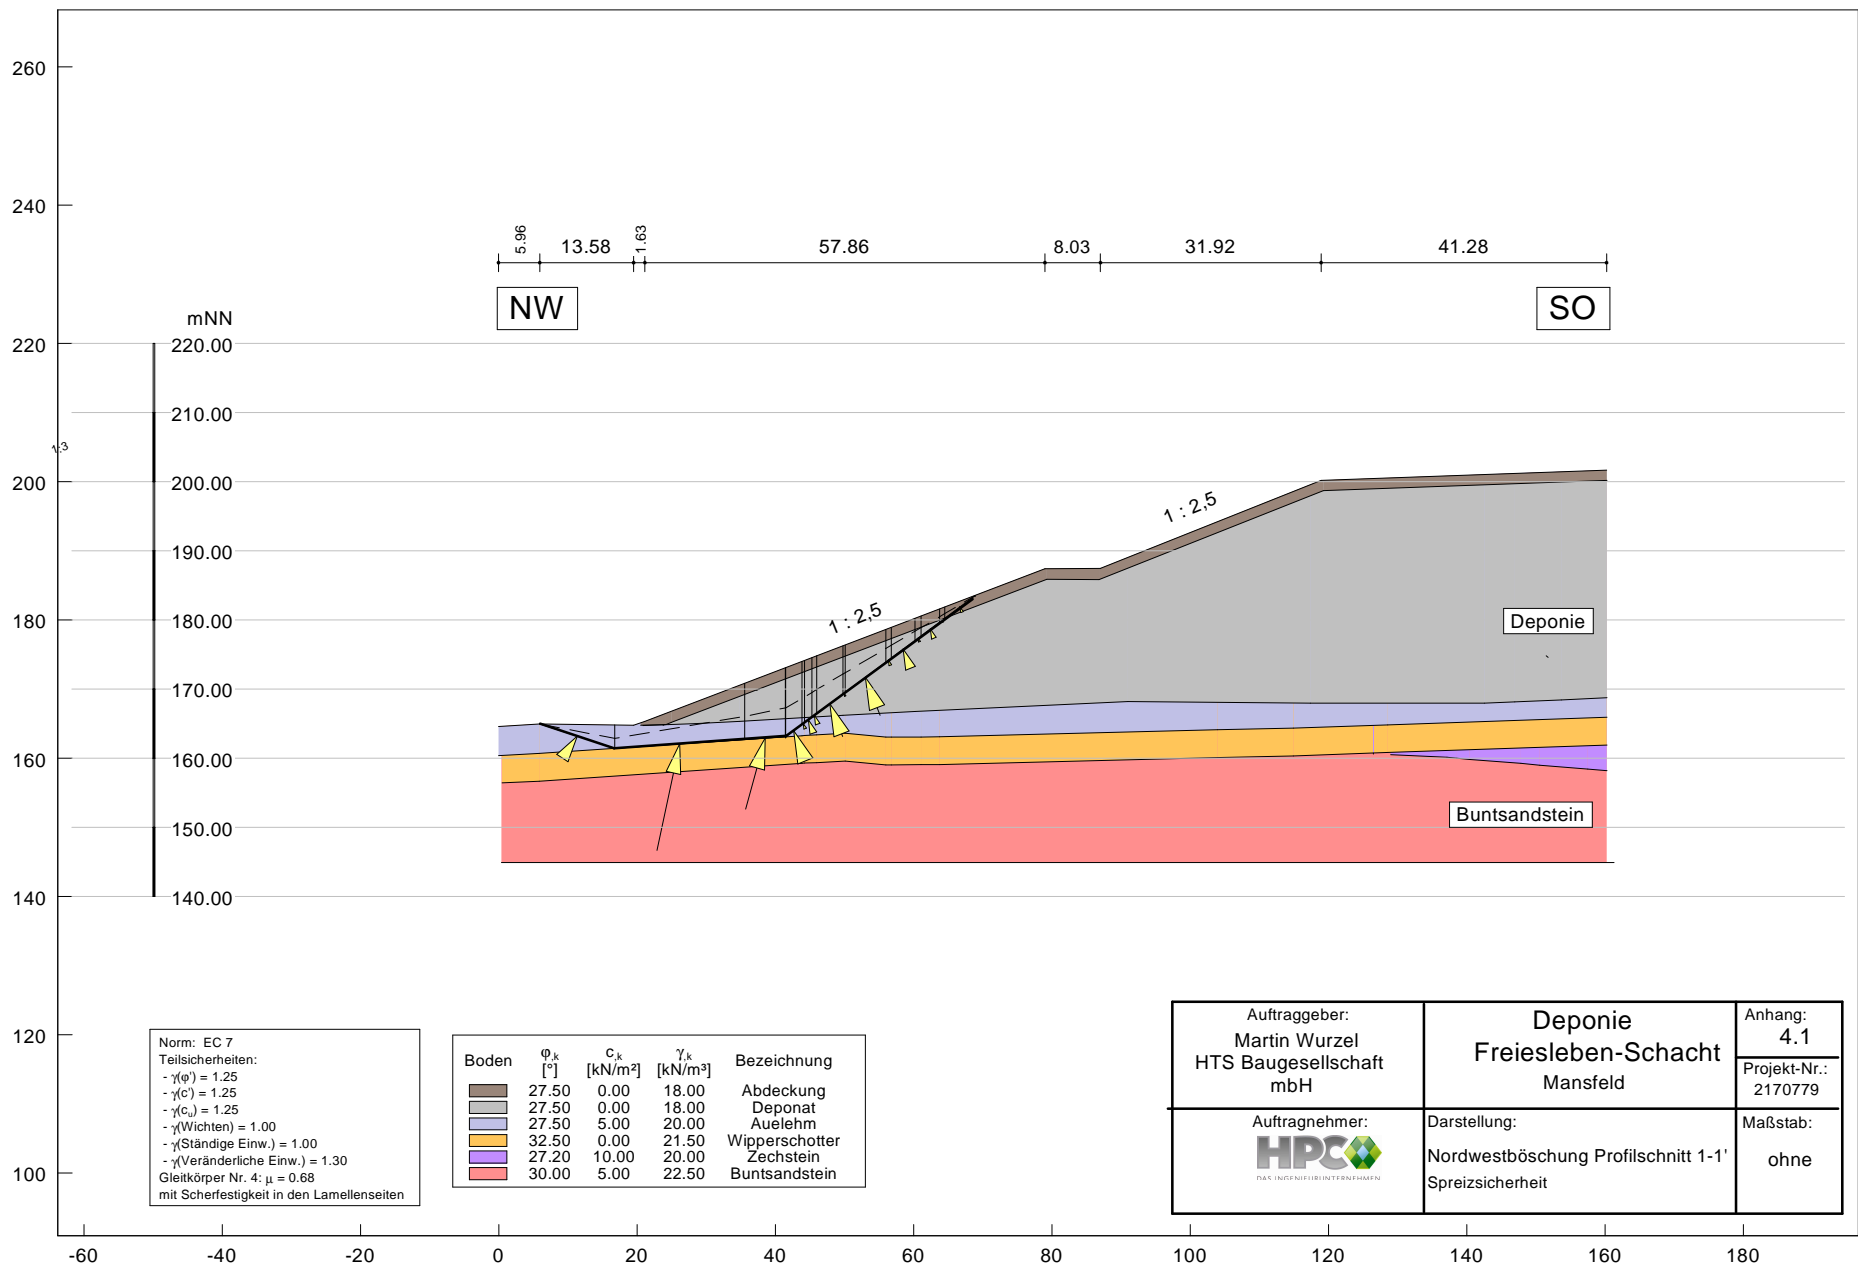 260
240
220
200
180
160
140
120
100
-60
-40
-20
0
20
40
60
80
100
120
140
160
180
1:3
5.96
13.58
1.63
57.86
8.03
31.92
41.28
NW
SO
mNN
220.00
210.00
200.00
190.00
180.00
170.00
160.00
150.00
140.00
1 : 2,5
1 : 2,5
Deponie
Buntsandstein
Norm: EC 7
Teilsicherheiten:
- γ(φ') = 1.25
- γ(c') = 1.25
- γ(cu) = 1.25
- γ(Wichten) = 1.00
- γ(Ständige Einw.) = 1.00
- γ(Veränderliche Einw.) = 1.30
Gleitkörper Nr. 4: μ = 0.68
mit Scherfestigkeit in den Lamellenseiten
Boden φ,k [°] c,k [kN/m²] γ,k [kN/m³] Bezeichnung
27.50 0.00 18.00 Abdeckung
27.50 0.00 18.00 Deponat
27.50 5.00 20.00 Auelehm
32.50 0.00 21.50 Wipperschotter
27.20 10.00 20.00 Zechstein
30.00 5.00 22.50 Buntsandstein
Auftraggeber:
Martin Wurzel
HTS Baugesellschaft
mbH
Deponie
Freiesleben-Schacht
Mansfeld
Anhang:
4.1
Projekt-Nr.:
2170779
Auftragnehmer:
HPC
DAS INGENIEURUNTERNEHMEN
Darstellung:
Nordwestböschung Profilschnitt 1-1'
Spreizsicherheit
Maßstab:
ohne